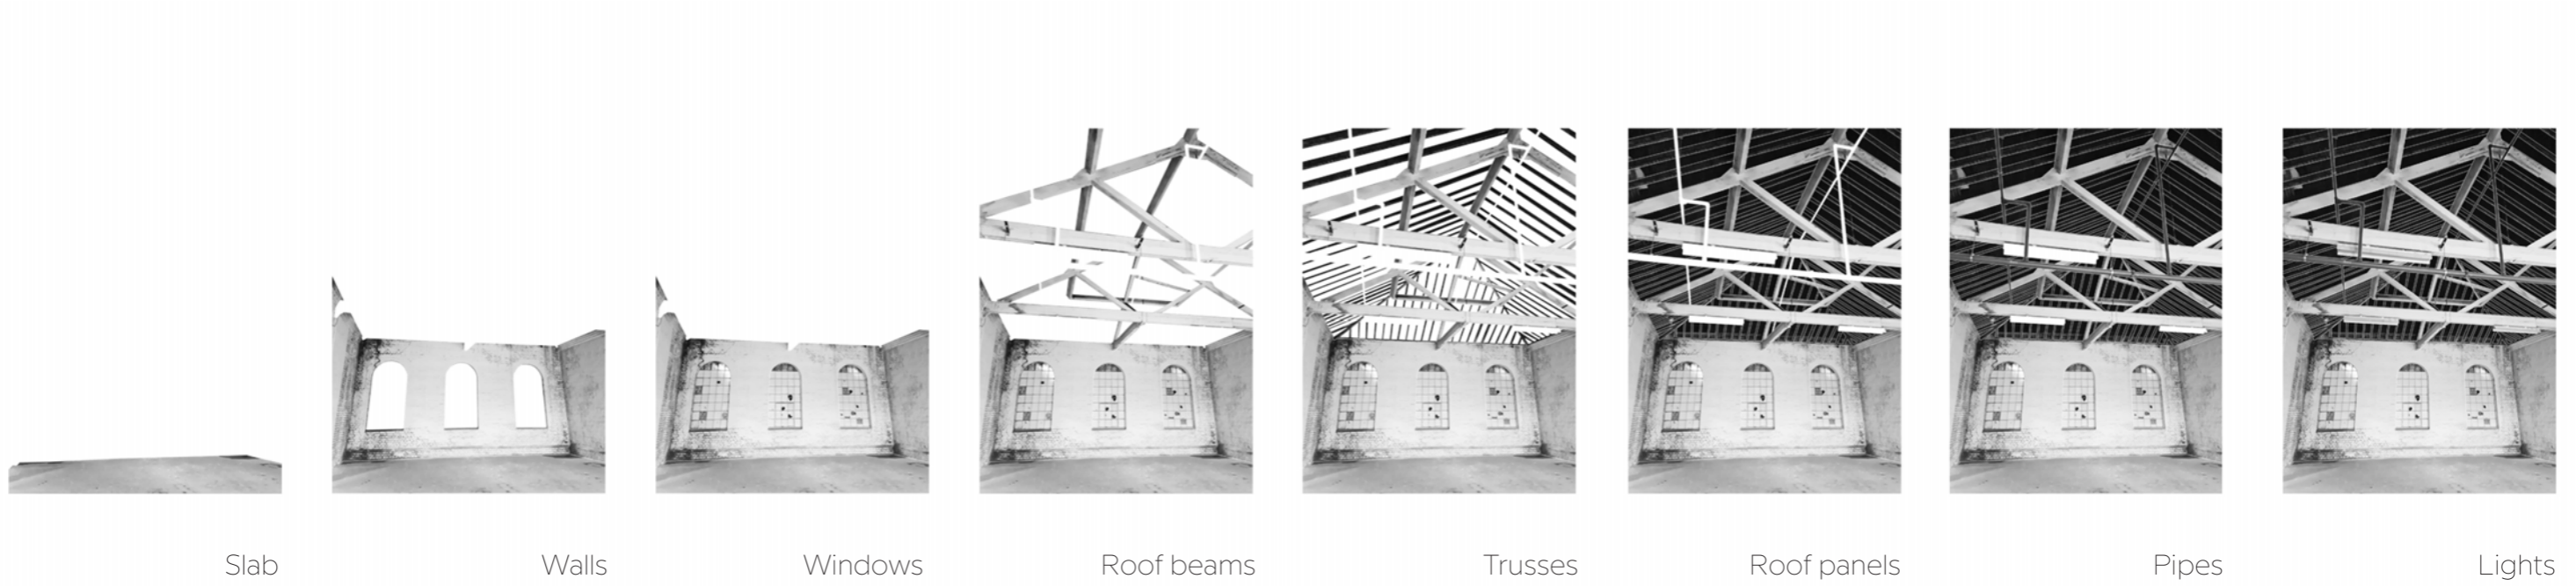 Slab
Walls
Windows
Roof beams
Trusses
Roof panels
Pipes
Lights